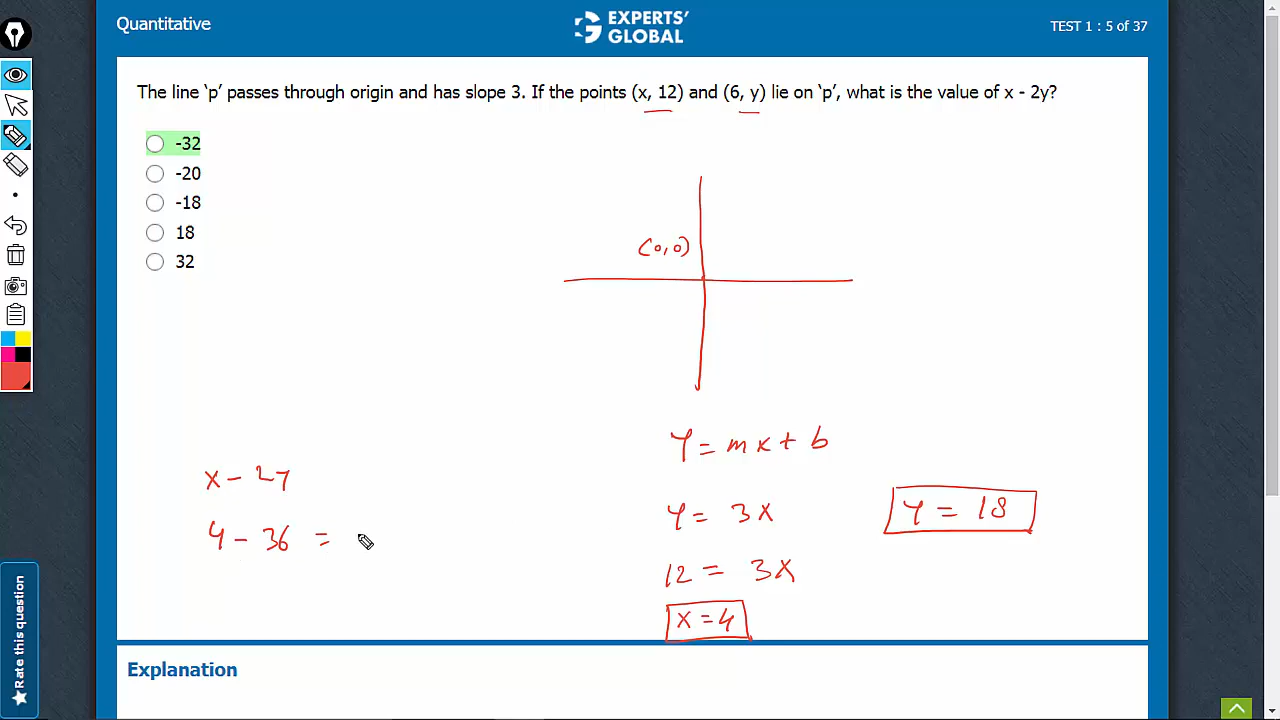 Quantitative
EXPERTS'
GLOBAL
TEST 1 : 5 of 37
The line 'p' passes through origin and has slope 3. If the points (x, 12) and (6, y) lie on 'p', what is the value of x - 2y?
-32
-20
-18
18
32
(0,0)
Y = mx + b
x - 2y
Y = 3x
Y = 18
4 - 36 =
12 = 3x
x = 4
Rate this question
Explanation